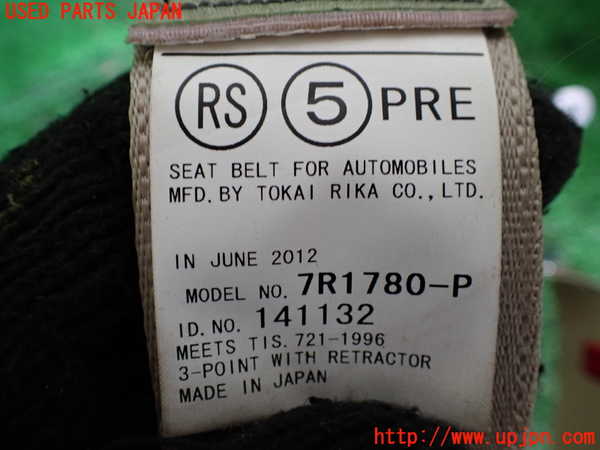 USED PARTS JAPAN
RS 5 PRE
SEAT BELT FOR AUTOMOBILES
MFD. BY TOKAI RIKA CO., LTD.
IN JUNE 2012
MODEL NO. 7R1780-P
ID. NO. 141132
MEETS TIS. 721-1996
3-POINT WITH RETRACTOR
MADE IN JAPAN
http://www.upjpn.com